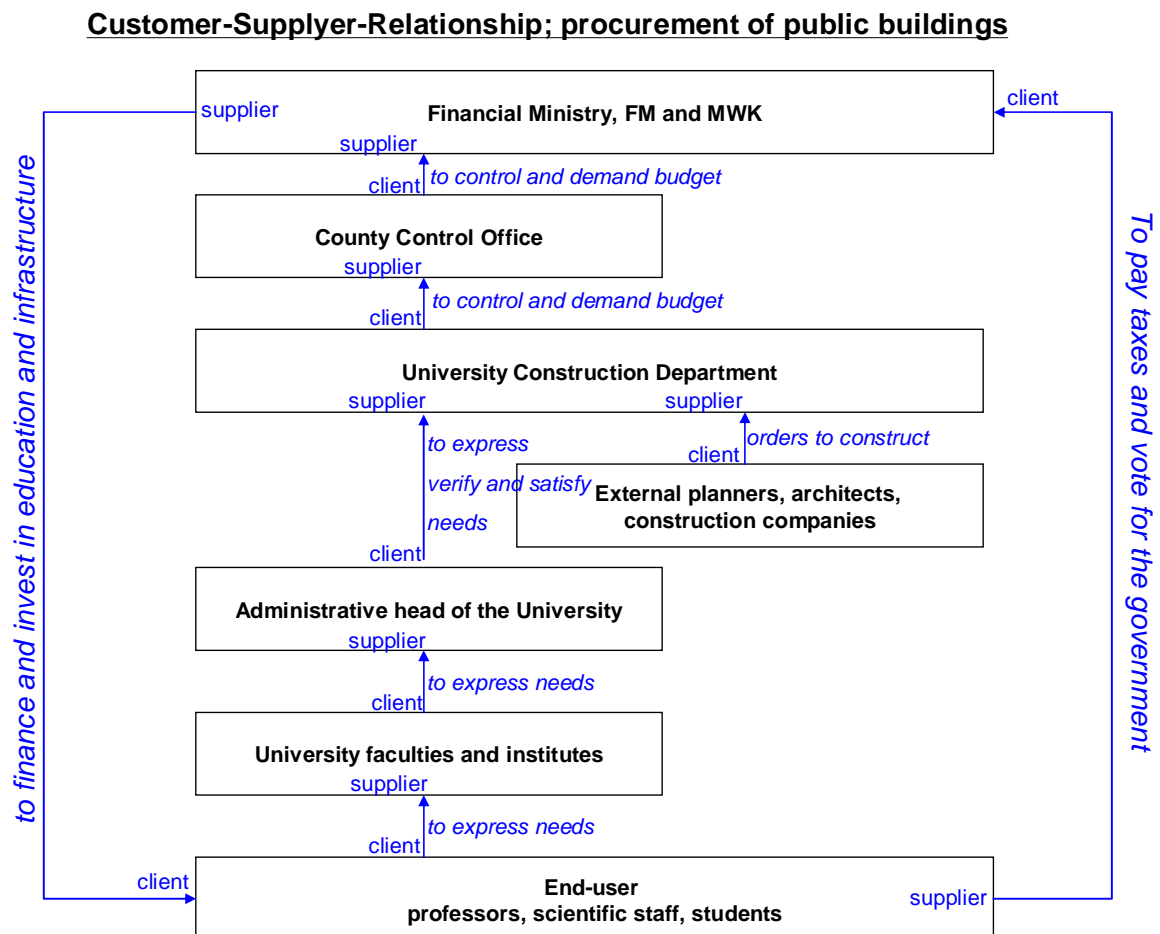 Customer-Supplyer-Relationship; procurement of public buildings
supplier
Financial Ministry, FM and MWK
client
supplier
client
to control and demand budget
County Control Office
supplier
client
to control and demand budget
University Construction Department
supplier
supplier
to express
verify and satisfy
needs
client
orders to construct
client
External planners, architects,
construction companies
Administrative head of the University
supplier
to express needs
client
University faculties and institutes
supplier
to express needs
client
client
End-user
professors, scientific staff, students
supplier
to finance and invest in education and infrastructure
To pay taxes and vote for the government